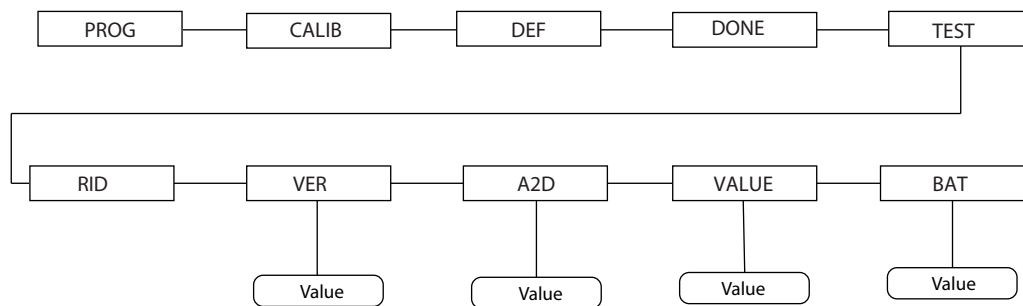 PROG CALIB DEF DONE TEST
RID VER A2D VALUE BAT
Value Value Value Value